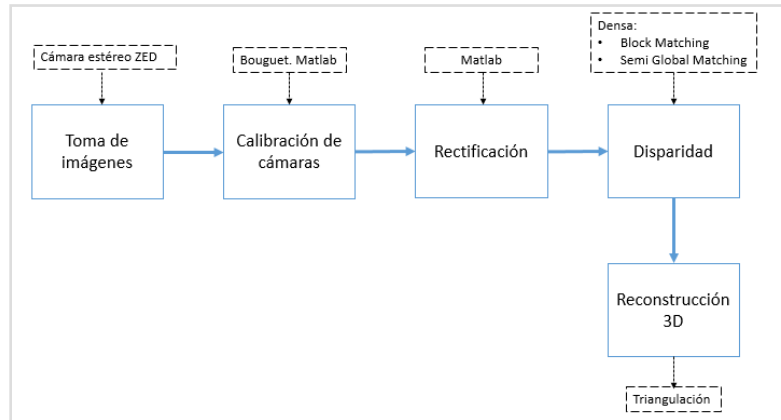 Cámara estéreo ZED
Bouguet. Matlab
Matlab
Densa:
• Block Matching
• Semi Global Matching
Toma de
imágenes
Calibración de
cámaras
Rectificación
Disparidad
Reconstrucción
3D
Triangulación